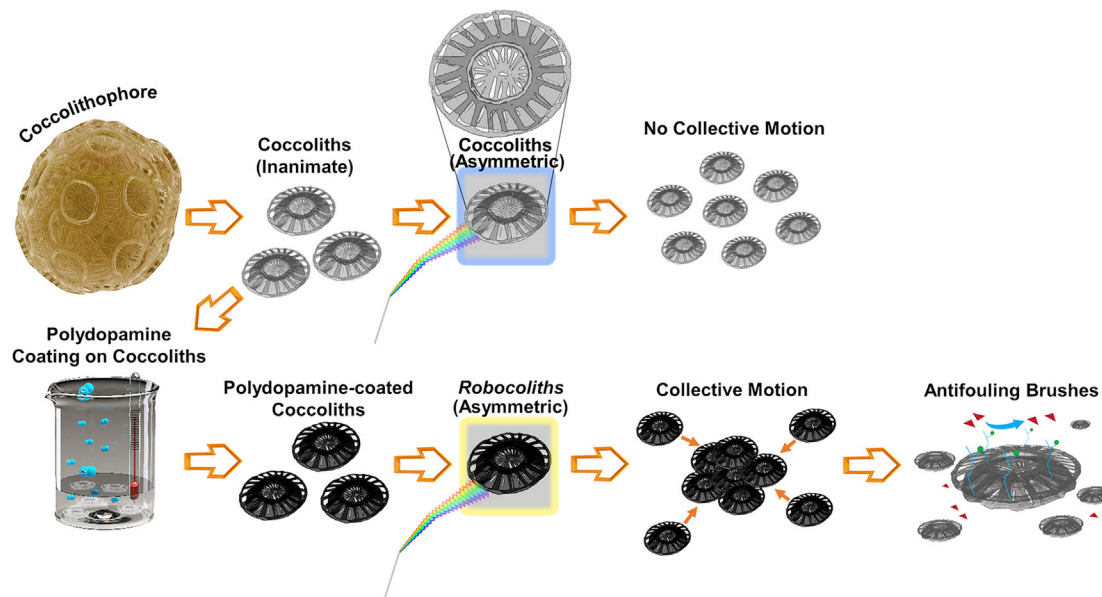 Coccolithophore
Coccoliths
(Inanimate)
Coccoliths
(Asymmetric)
No Collective Motion
Polydopamine
Coating on Coccoliths
Polydopamine-coated
Coccoliths
Robocoliths
(Asymmetric)
Collective Motion
Antifouling Brushes